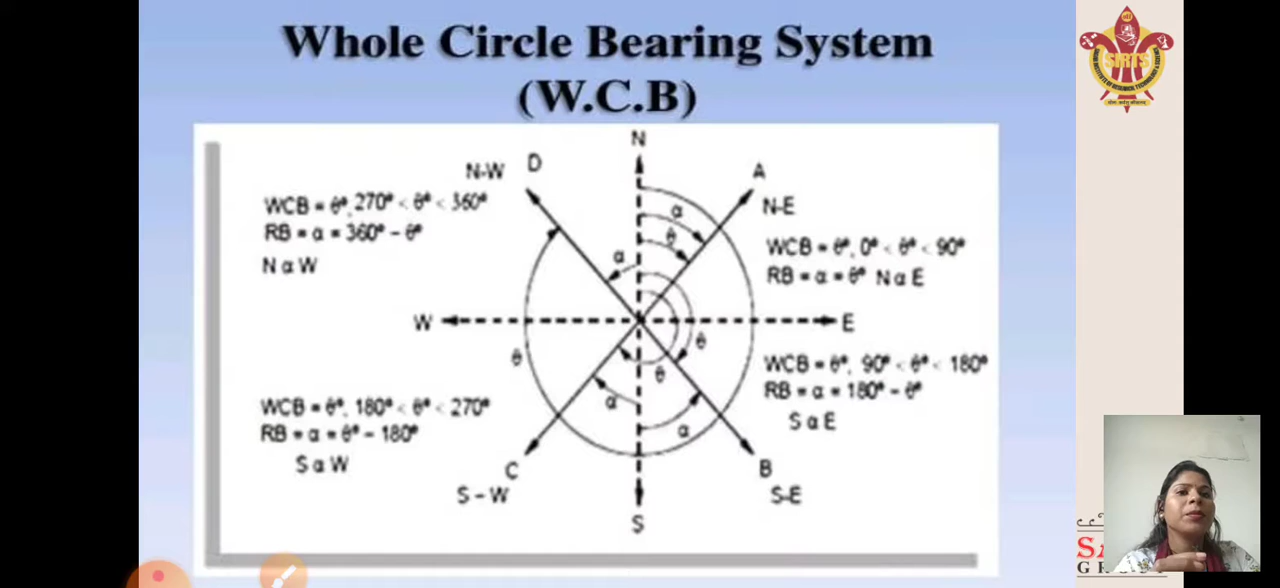 Whole Circle Bearing System
(W.C.B)
N
N-W D
A
N-E
WCB = θ°, 270° < θ° < 360°
RB = α = 360° - θ°
N α W
α
θ
α
WCB = θ°, 0° < θ° < 90°
RB = α = θ° N α E
W
E
θ
θ
θ
WCB = θ°, 90° < θ° < 180°
RB = α = 180° - θ°
S α E
WCB = θ°, 180° < θ° < 270°
RB = α = θ° - 180°
S α W
α
α
C
S - W
B
S-E
S
SIRTS